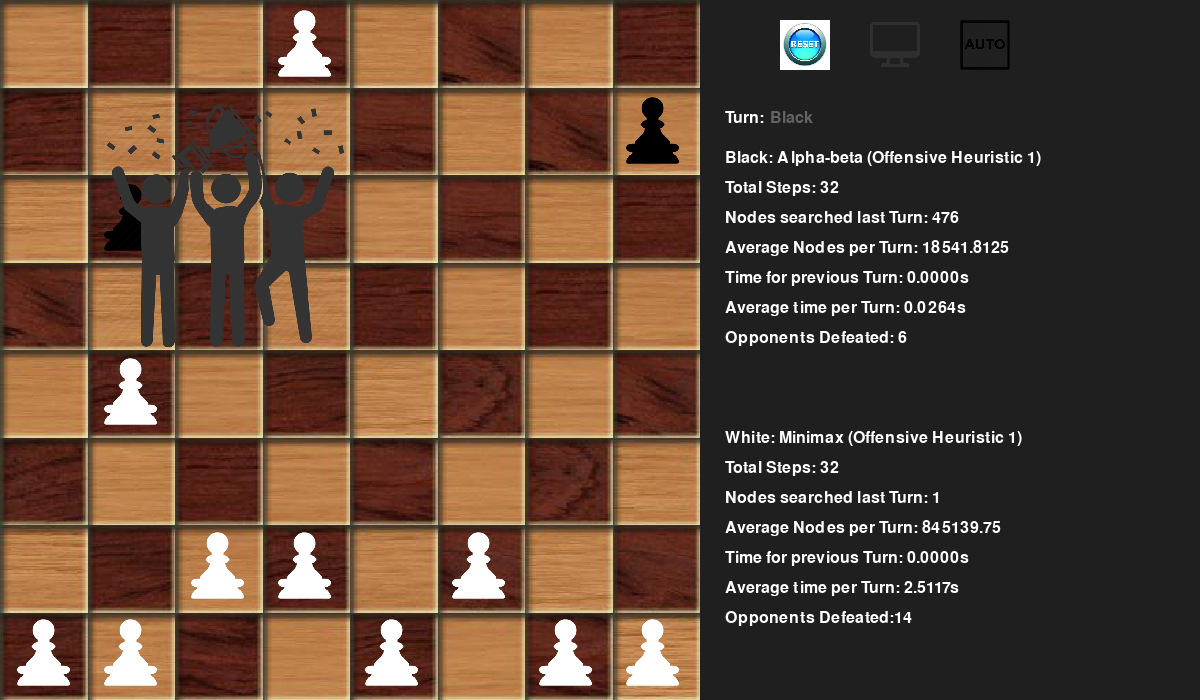 RESET
AUTO
Turn: Black
Black: Alpha-beta (Offensive Heuristic 1)
Total Steps: 32
Nodes searched last Turn: 476
Average Nodes per Turn: 18541.8125
Time for previous Turn: 0.0000s
Average time per Turn: 0.0264s
Opponents Defeated: 6
White: Minimax (Offensive Heuristic 1)
Total Steps: 32
Nodes searched last Turn: 1
Average Nodes per Turn: 845139.75
Time for previous Turn: 0.0000s
Average time per Turn: 2.5117s
Opponents Defeated:14